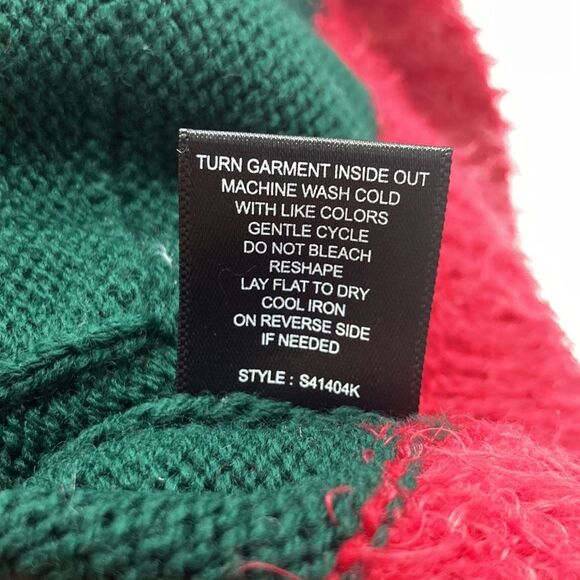 TURN GARMENT INSIDE OUT
MACHINE WASH COLD
WITH LIKE COLORS
GENTLE CYCLE
DO NOT BLEACH
RESHAPE
LAY FLAT TO DRY
COOL IRON
ON REVERSE SIDE
IF NEEDED
STYLE : S41404K